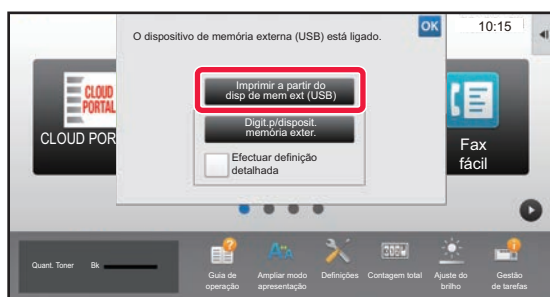 O dispositivo de memória externa (USB) está ligado.
OK
10:15
Imprimir a partir do
disp de mem ext (USB)
Digit.p/disposit.
memória exter.
Efectuar definição
detalhada
CLOUD
PORTAL
CLOUD POR
Fax
fácil
Quant. Toner
Bk
Guia de
operação
Ampliar modo
apresentação
Definições
Contagem total
Ajuste do
brilho
Gestão
de tarefas